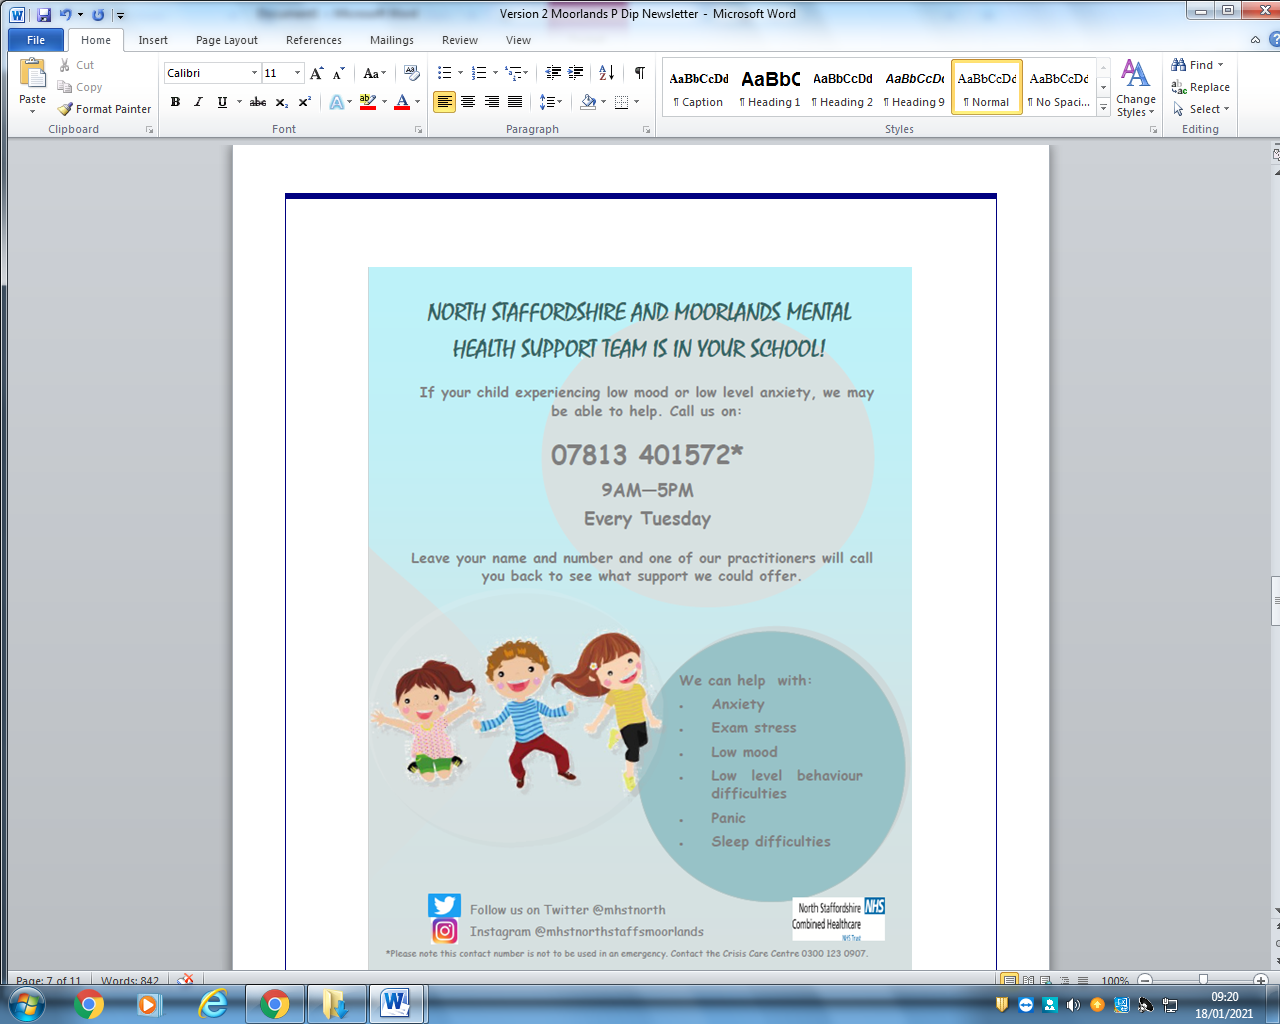 Version 2 Moorlands P Dip Newsletter - Microsoft Word
File Home Insert Page Layout References Mailings Review View
Paste
Cut
Copy
Format Painter
Clipboard
Calibri 11
Font
Paragraph
AaBbCcDd AaBbC AaBbCcDd AaBbCcDc AaBbCcDd AaBbCcDd
¶ Caption ¶ Heading 1 ¶ Heading 2 ¶ Heading 9 ¶ Normal ¶ No Spaci...
Change
Styles
Styles
Find
Replace
Select
Editing
NORTH STAFFORDSHIRE AND MOORLANDS MENTAL
HEALTH SUPPORT TEAM IS IN YOUR SCHOOL!
If your child experiencing low mood or low level anxiety, we may
be able to help. Call us on:
07813 401572*
9AM—5PM
Every Tuesday
Leave your name and number and one of our practitioners will call
you back to see what support we could offer.
We can help with:
• Anxiety
• Exam stress
• Low mood
• Low level behaviour
difficulties
• Panic
• Sleep difficulties
Follow us on Twitter @mhstnorth
Instagram @mhstnorthstaffsmoorlands
North Staffordshire NHS
Combined Healthcare
NHS Trust
*Please note this contact number is not to be used in an emergency. Contact the Crisis Care Centre 0300 123 0907.
Page: 7 of 11 Words: 842
100%
09:20
18/01/2021